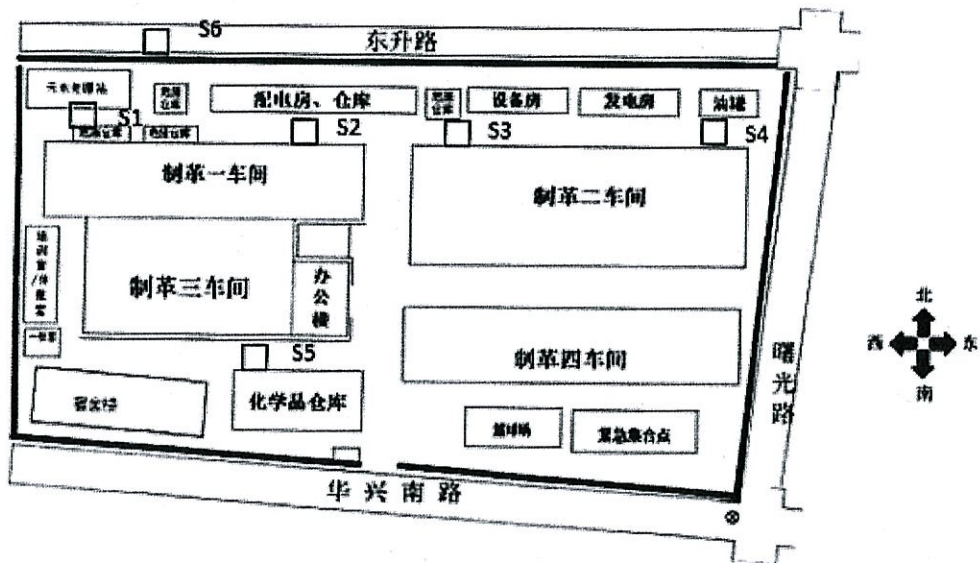 S6
东升路
配电房、仓库
设备房
发电房
油罐
S1
S2
S3
S4
制革一车间
制革二车间
制革三车间
办公楼
北
西
东
南
制革四车间
曙光路
S5
化学品仓库
篮球场
紧急集合点
华兴南路